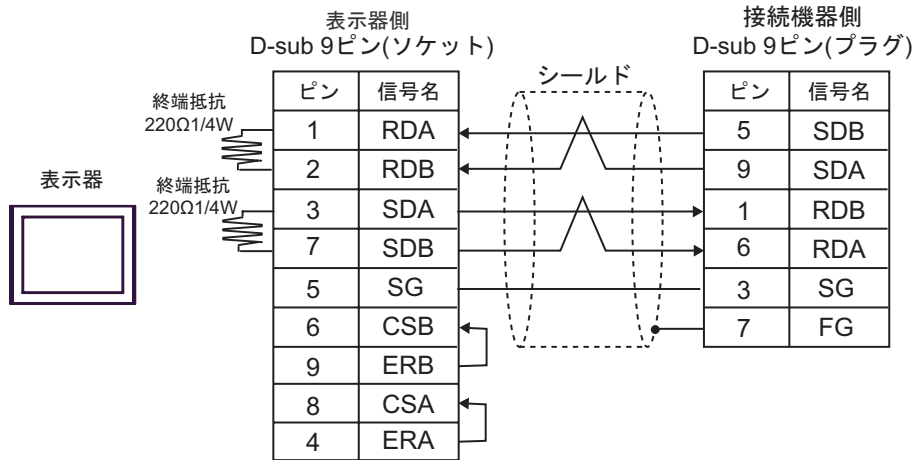 表示器側
D-sub 9ピン(ソケット)
接続機器側
D-sub 9ピン(プラグ)
シールド
終端抵抗
220Ω1/4W
終端抵抗
220Ω1/4W
表示器
ピン 信号名
1 RDA
2 RDB
3 SDA
7 SDB
5 SG
6 CSB
9 ERB
8 CSA
4 ERA
ピン 信号名
5 SDB
9 SDA
1 RDB
6 RDA
3 SG
7 FG